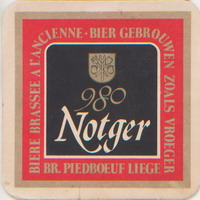 BIERE BRASSEE A L'ANCIENNE · BIER GEBROUWEN ZOALS VROEGER
980
Notger
BR. PIEDBOEUF LIEGE